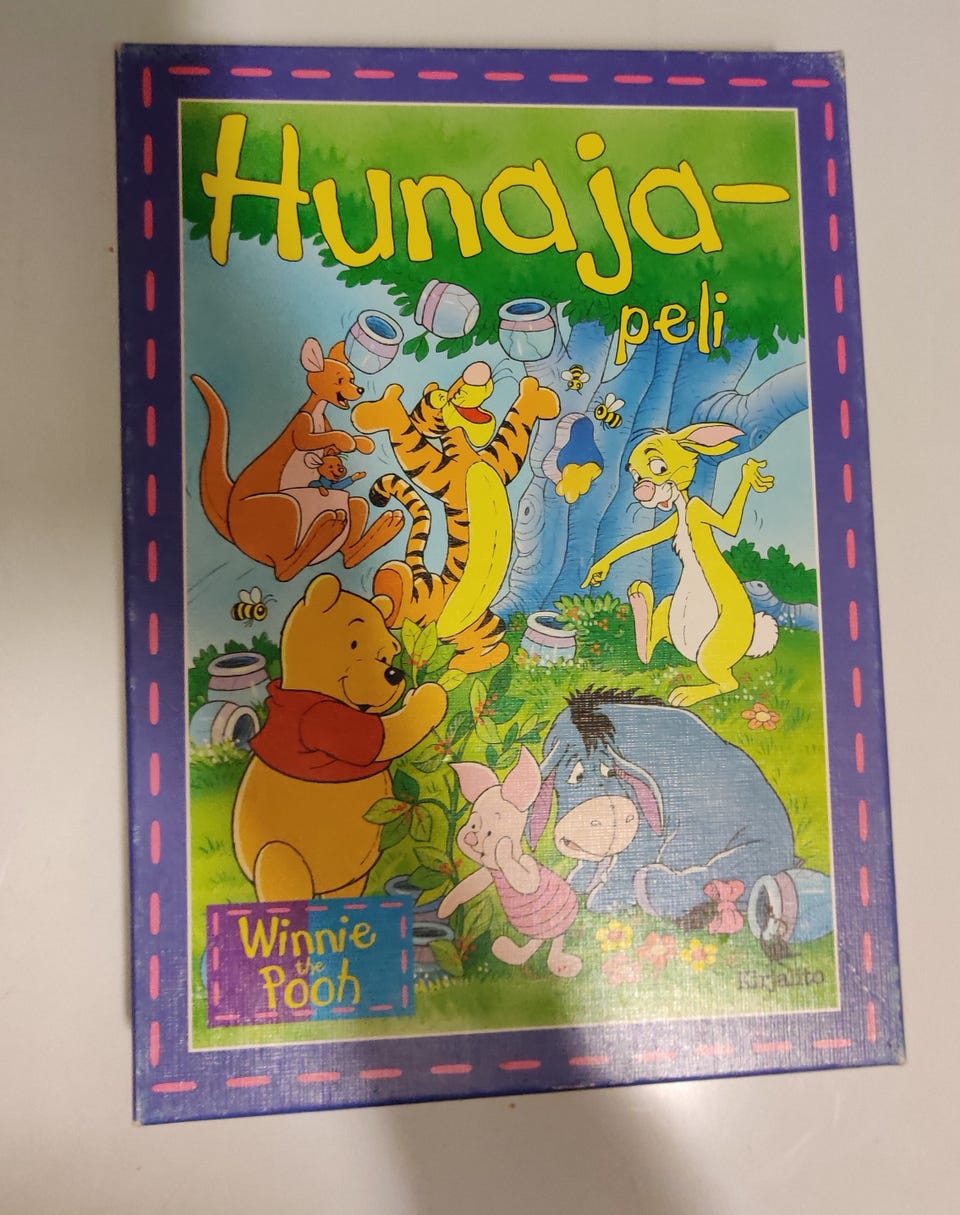 Hunaja-
peli
Winnie
the
Pooh
Kirjalito